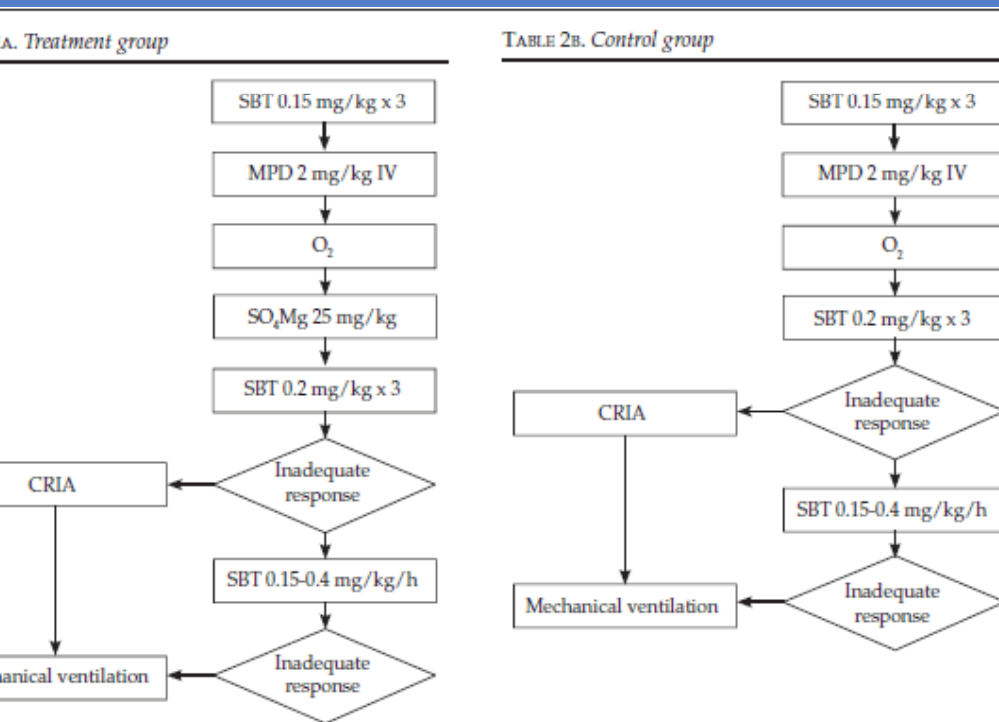 A. Treatment group
SBT 0.15 mg/kg x 3
MPD 2 mg/kg IV
O₂
SO₄Mg 25 mg/kg
SBT 0.2 mg/kg x 3
Inadequate
response
CRIA
SBT 0.15-0.4 mg/kg/h
Inadequate
response
hanical ventilation
TABLE 2B. Control group
SBT 0.15 mg/kg x 3
MPD 2 mg/kg IV
O₂
SBT 0.2 mg/kg x 3
Inadequate
response
CRIA
SBT 0.15-0.4 mg/kg/h
Inadequate
response
Mechanical ventilation